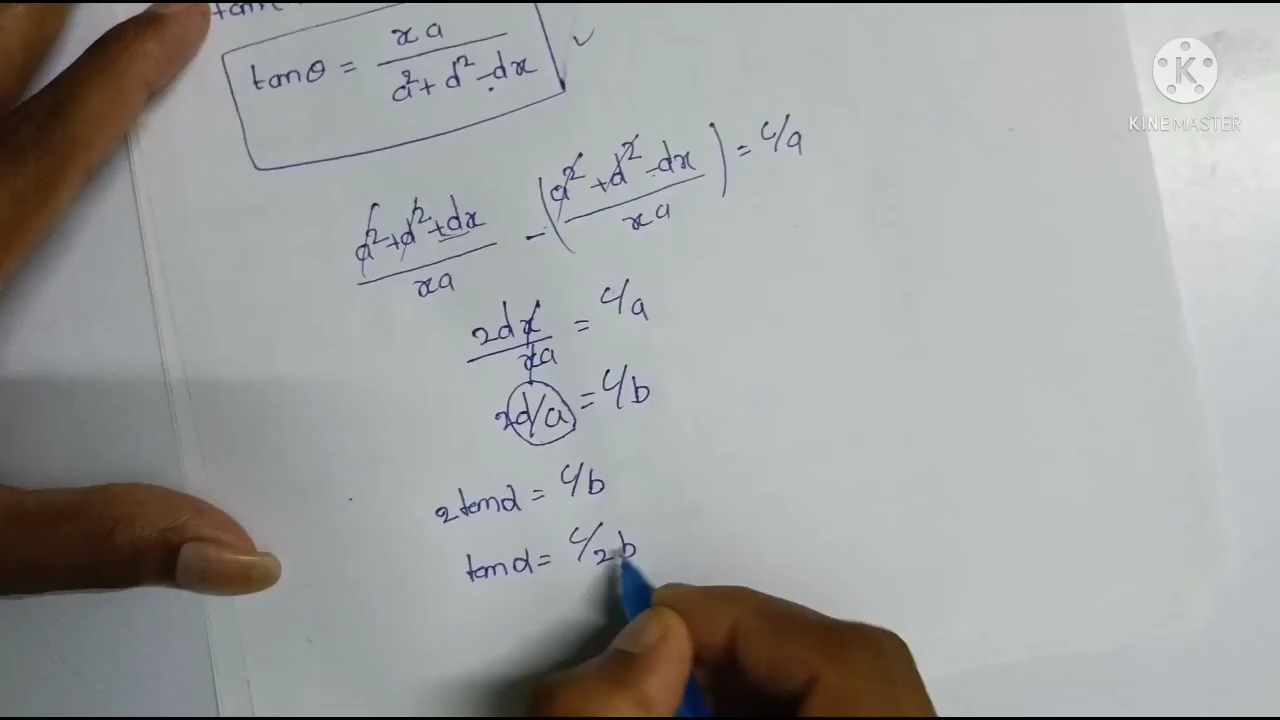 tanθ = xa / a²+d²-dx
a²+d²+dx / xa - (a²+d²-dx / xa) = c/a
2dx / xa = c/a
2d/a = c/b
2tanα = c/b
tanα = c/2b
K
KINEMASTER